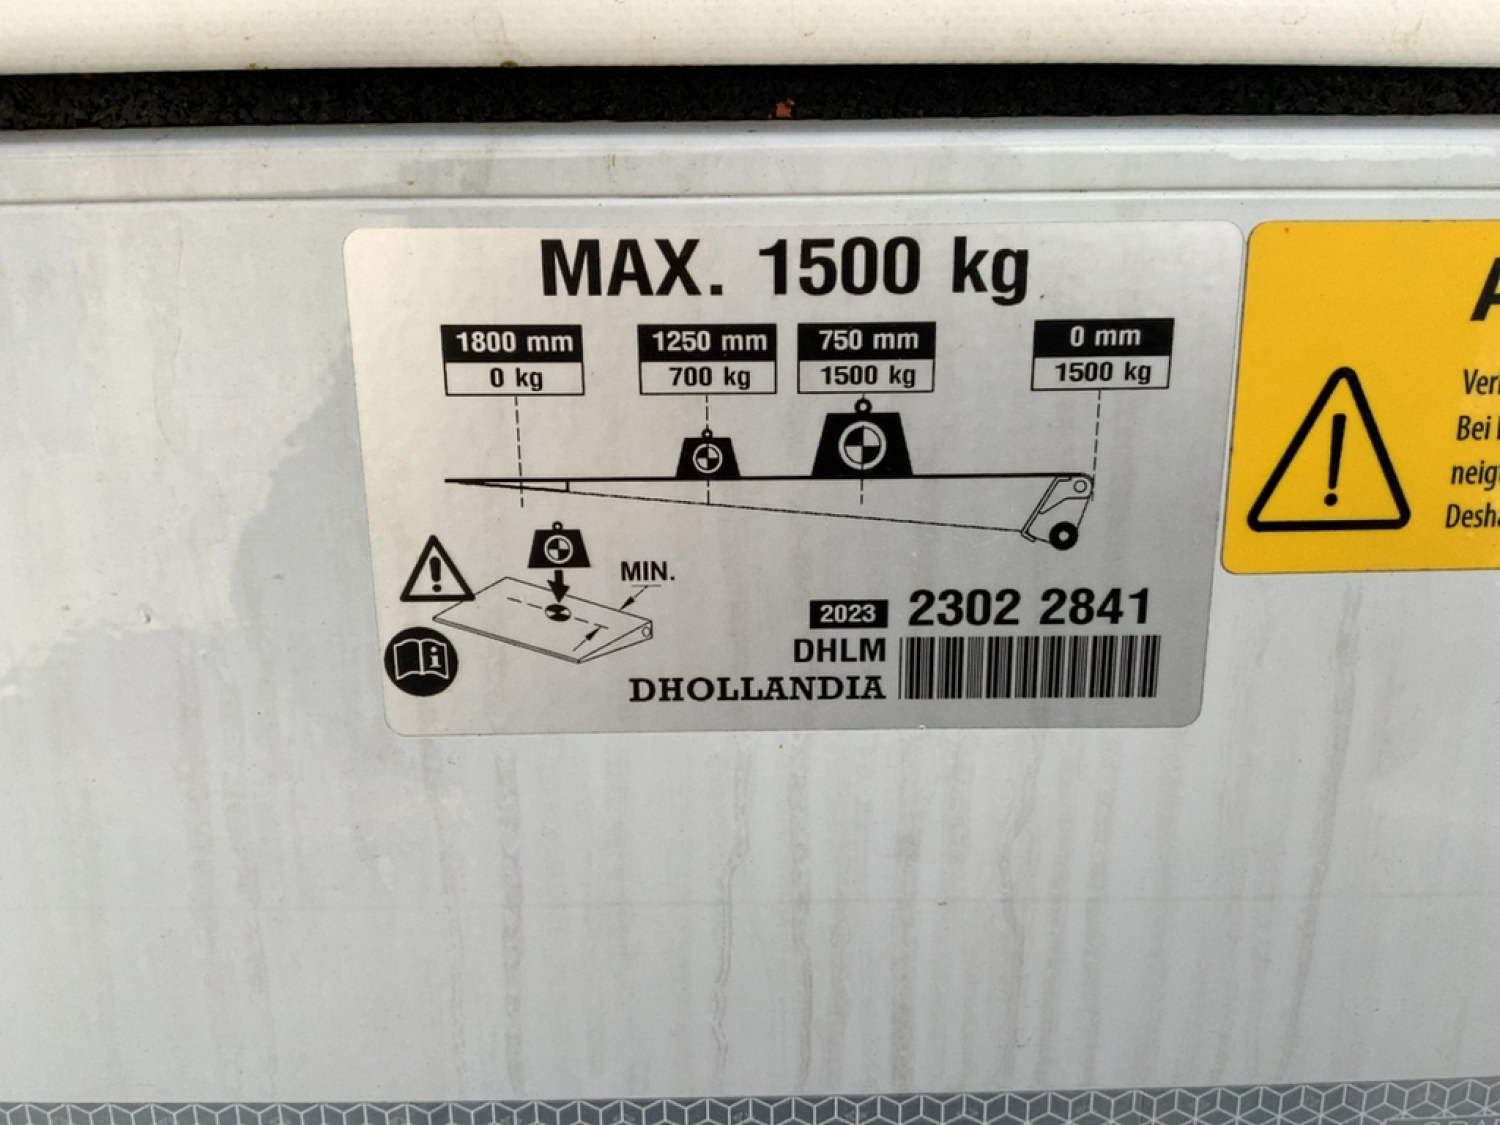 MAX. 1500 kg
1800 mm 1250 mm 750 mm 0 mm
0 kg 700 kg 1500 kg 1500 kg
MIN.
2023 2302 2841
DHLM
DHOLLANDIA
Bei